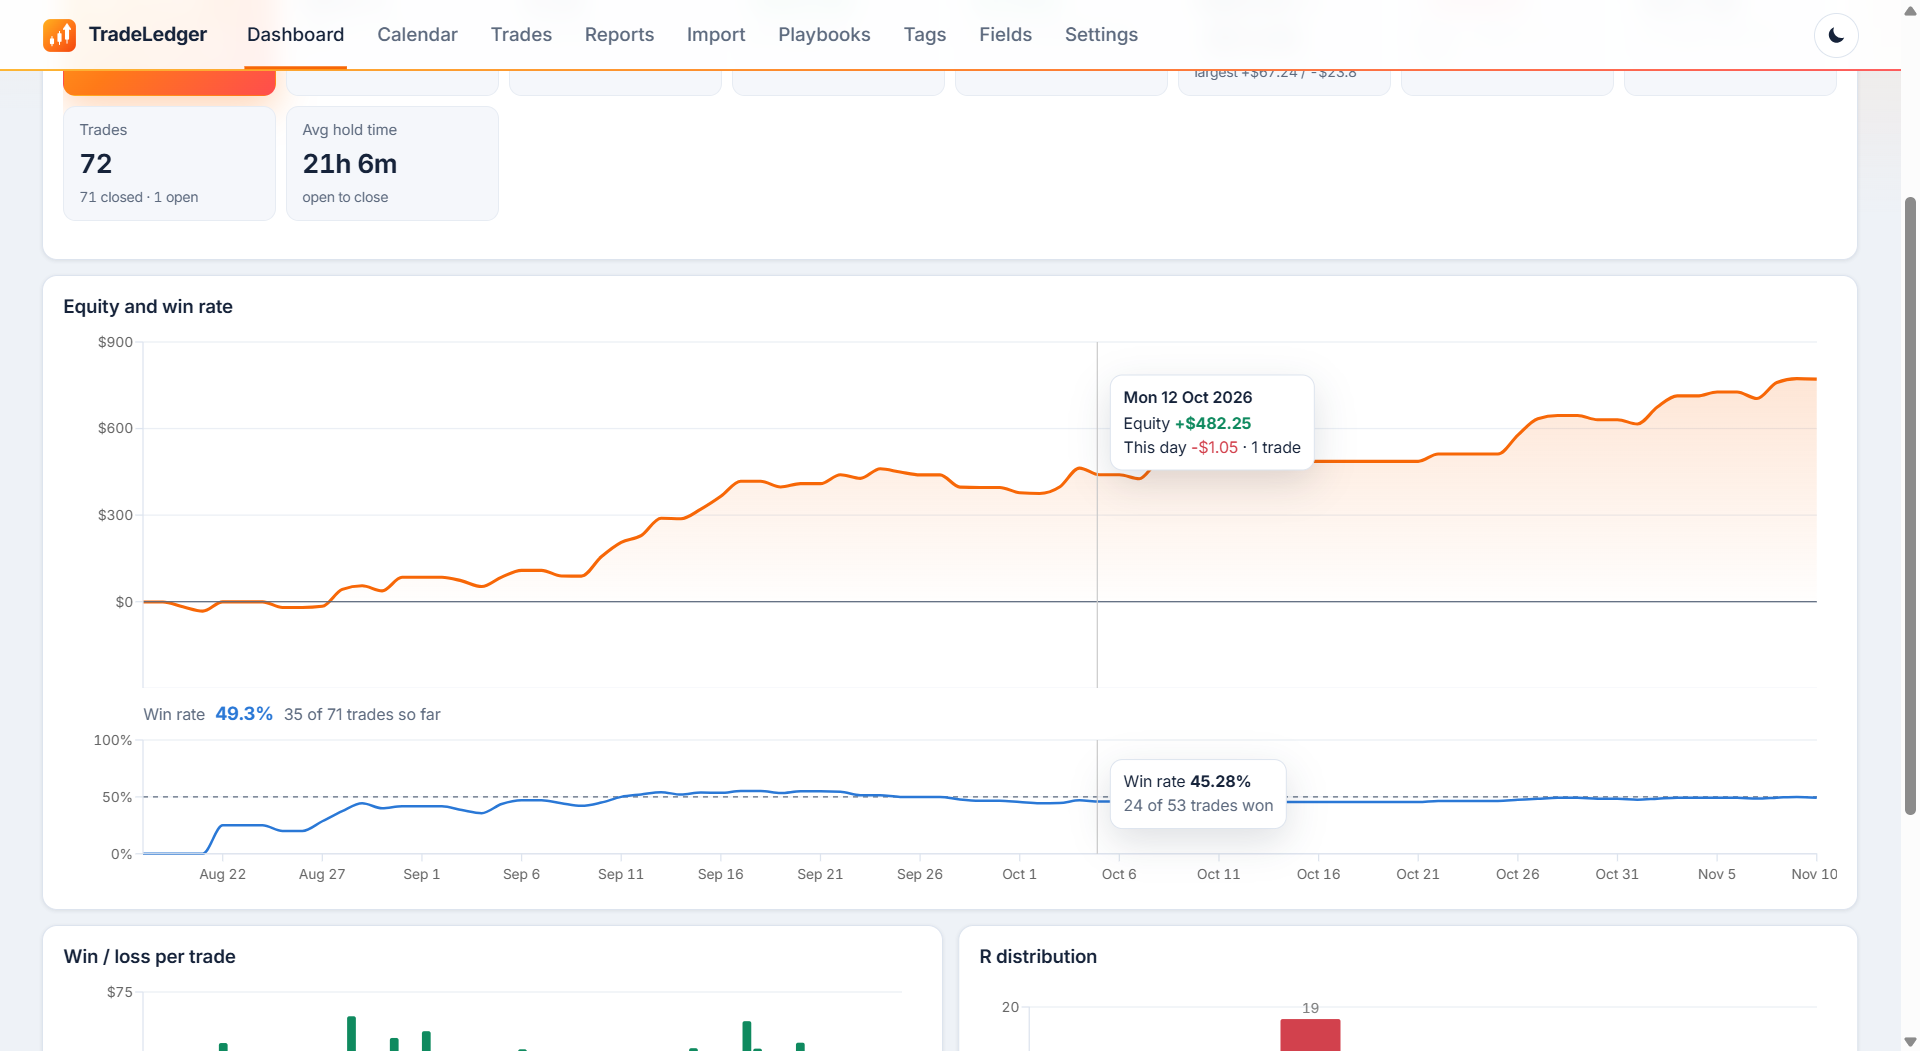 TradeLedger
Dashboard
Calendar
Trades
Reports
Import
Playbooks
Tags
Fields
Settings
largest +$67.24 / -$23.8
Trades
72
71 closed · 1 open
Avg hold time
21h 6m
open to close
Equity and win rate
$900
$600
$300
$0
Mon 12 Oct 2026
Equity +$482.25
This day -$1.05 · 1 trade
Win rate 49.3% 35 of 71 trades so far
100%
50%
0%
Win rate 45.28%
24 of 53 trades won
Aug 22
Aug 27
Sep 1
Sep 6
Sep 11
Sep 16
Sep 21
Sep 26
Oct 1
Oct 6
Oct 11
Oct 16
Oct 21
Oct 26
Oct 31
Nov 5
Nov 10
Win / loss per trade
$75
R distribution
20
19